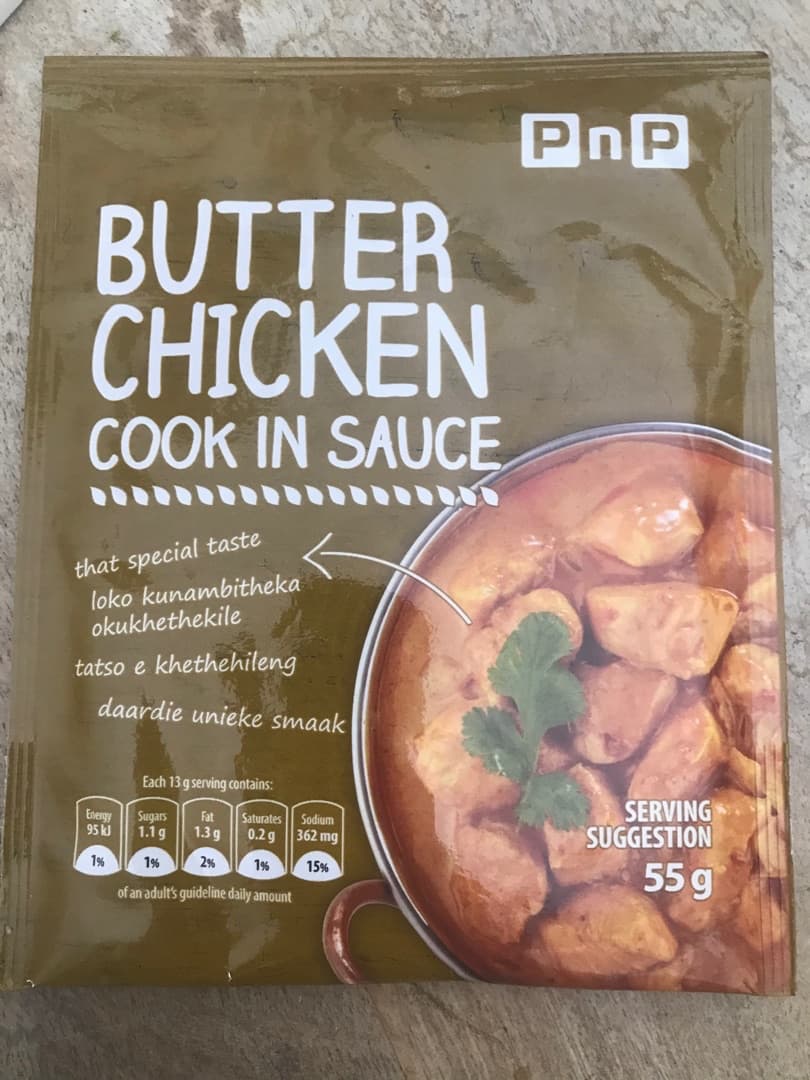 PnP
BUTTER
CHICKEN
COOK IN SAUCE
that special taste
loko kunambitheka
okukhethekile
tatso e khethehileng
daardie unieke smaak
Each 13 g serving contains:
Energy
95 kJ
1%
Sugars
1.1 g
1%
Fat
1.3 g
2%
Saturates
0.2 g
1%
Sodium
362 mg
15%
of an adult's guideline daily amount
SERVING
SUGGESTION
55 g